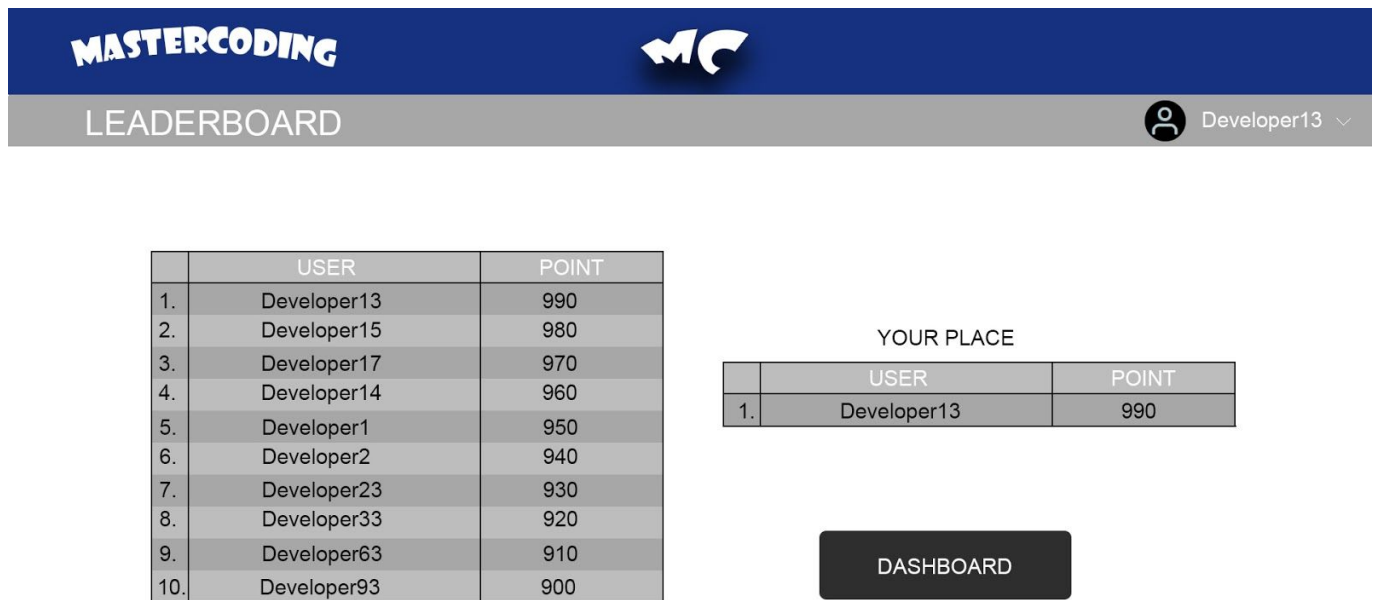 MASTERCODING
MC
LEADERBOARD
Developer13
USER POINT
1. Developer13 990
2. Developer15 980
3. Developer17 970
4. Developer14 960
5. Developer1 950
6. Developer2 940
7. Developer23 930
8. Developer33 920
9. Developer63 910
10. Developer93 900
YOUR PLACE
USER POINT
1. Developer13 990
DASHBOARD